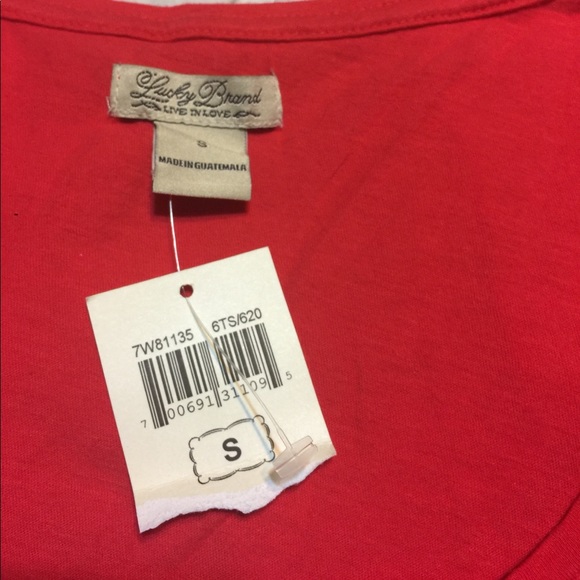 Lucky Brand
LIVE IN LOVE
S
MADE IN GUATEMALA
7W81135 6TS/620
7 00691 31109 5
S